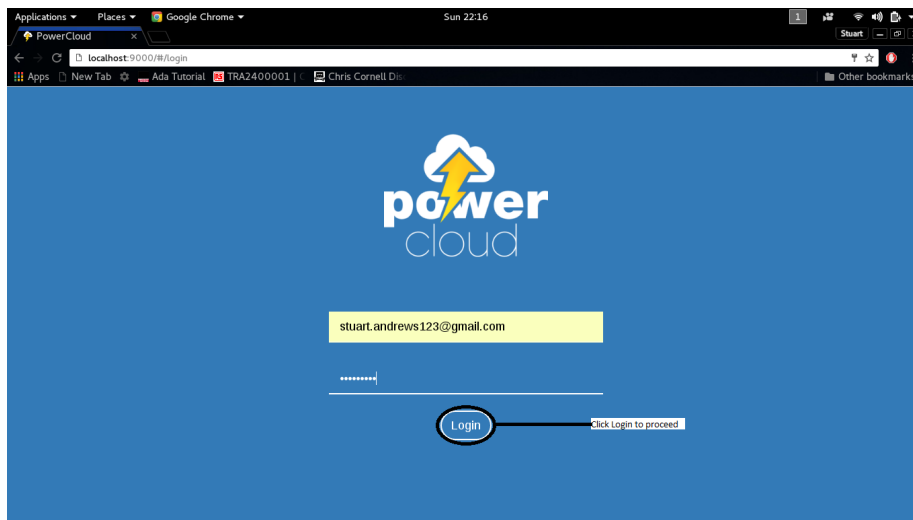 Applications Places Google Chrome Sun 22:16 1
PowerCloud × Stuart
localhost:9000/#/login
Apps New Tab Ada Tutorial TRA2400001 | Chris Cornell Dis Other bookmarks
power
cloud
stuart.andrews123@gmail.com
•••••••••
Login Click Login to proceed